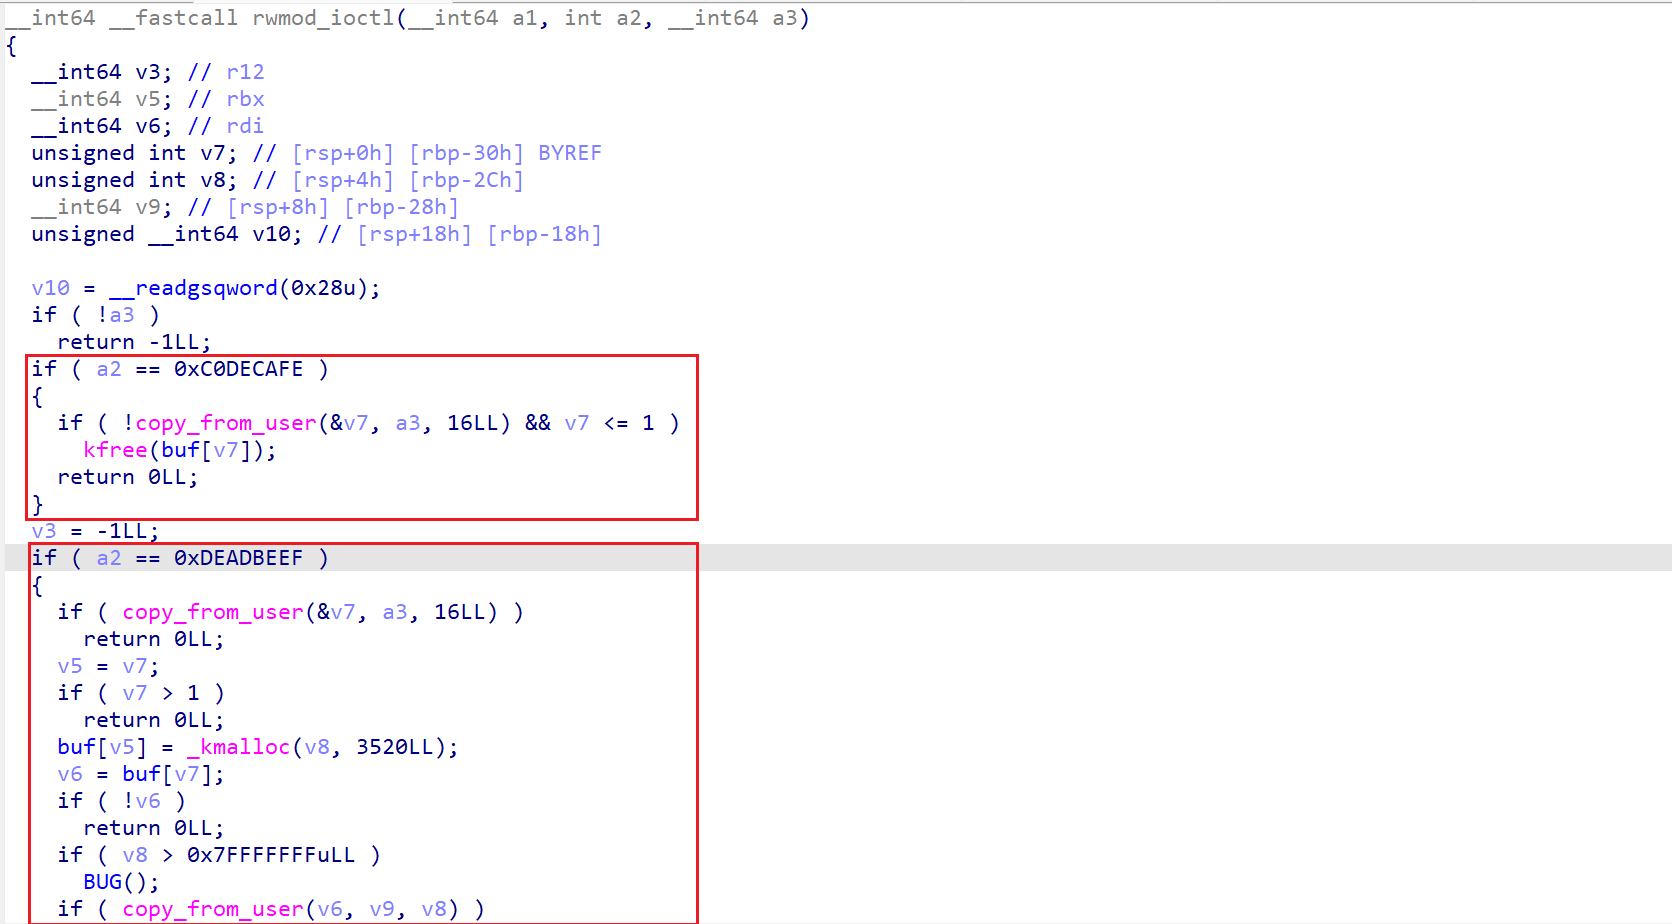 __int64 __fastcall rwmod_ioctl(__int64 a1, int a2, __int64 a3)
{
  __int64 v3; // r12
  __int64 v5; // rbx
  __int64 v6; // rdi
  unsigned int v7; // [rsp+0h] [rbp-30h] BYREF
  unsigned int v8; // [rsp+4h] [rbp-2Ch]
  __int64 v9; // [rsp+8h] [rbp-28h]
  unsigned __int64 v10; // [rsp+18h] [rbp-18h]

  v10 = __readgsqword(0x28u);
  if ( !a3 )
    return -1LL;
  if ( a2 == 0xC0DECAFE )
  {
    if ( !copy_from_user(&v7, a3, 16LL) && v7 <= 1 )
      kfree(buf[v7]);
    return 0LL;
  }
  v3 = -1LL;
  if ( a2 == 0xDEADBEEF )
  {
    if ( copy_from_user(&v7, a3, 16LL) )
      return 0LL;
    v5 = v7;
    if ( v7 > 1 )
      return 0LL;
    buf[v5] = _kmalloc(v8, 3520LL);
    v6 = buf[v7];
    if ( !v6 )
      return 0LL;
    if ( v8 > 0x7FFFFFFFuLL )
      BUG();
    if ( copy_from_user(v6, v9, v8) )